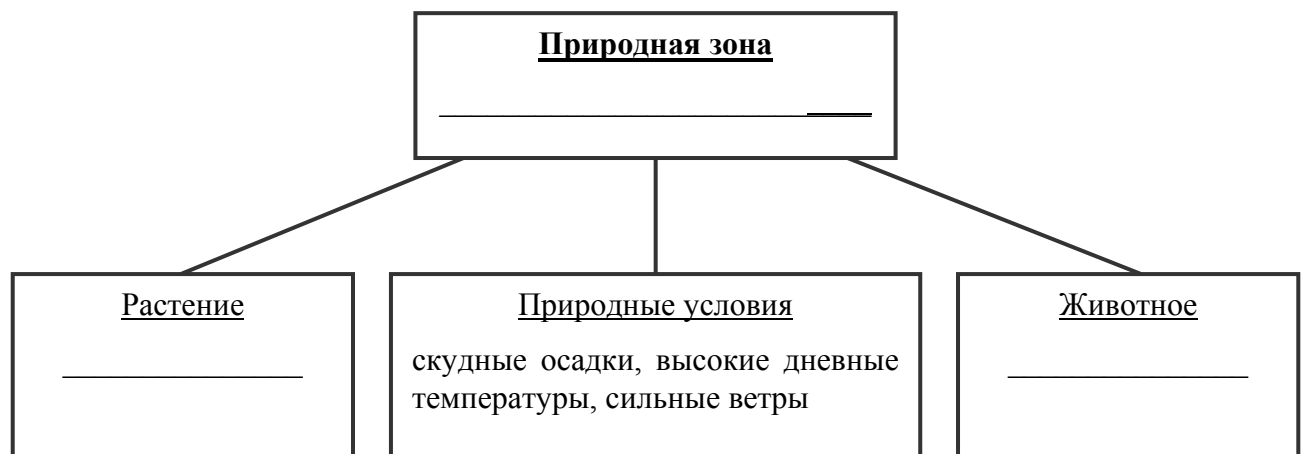 Природная зона
Растение
Природные условия
скудные осадки, высокие дневные
температуры, сильные ветры
Животное